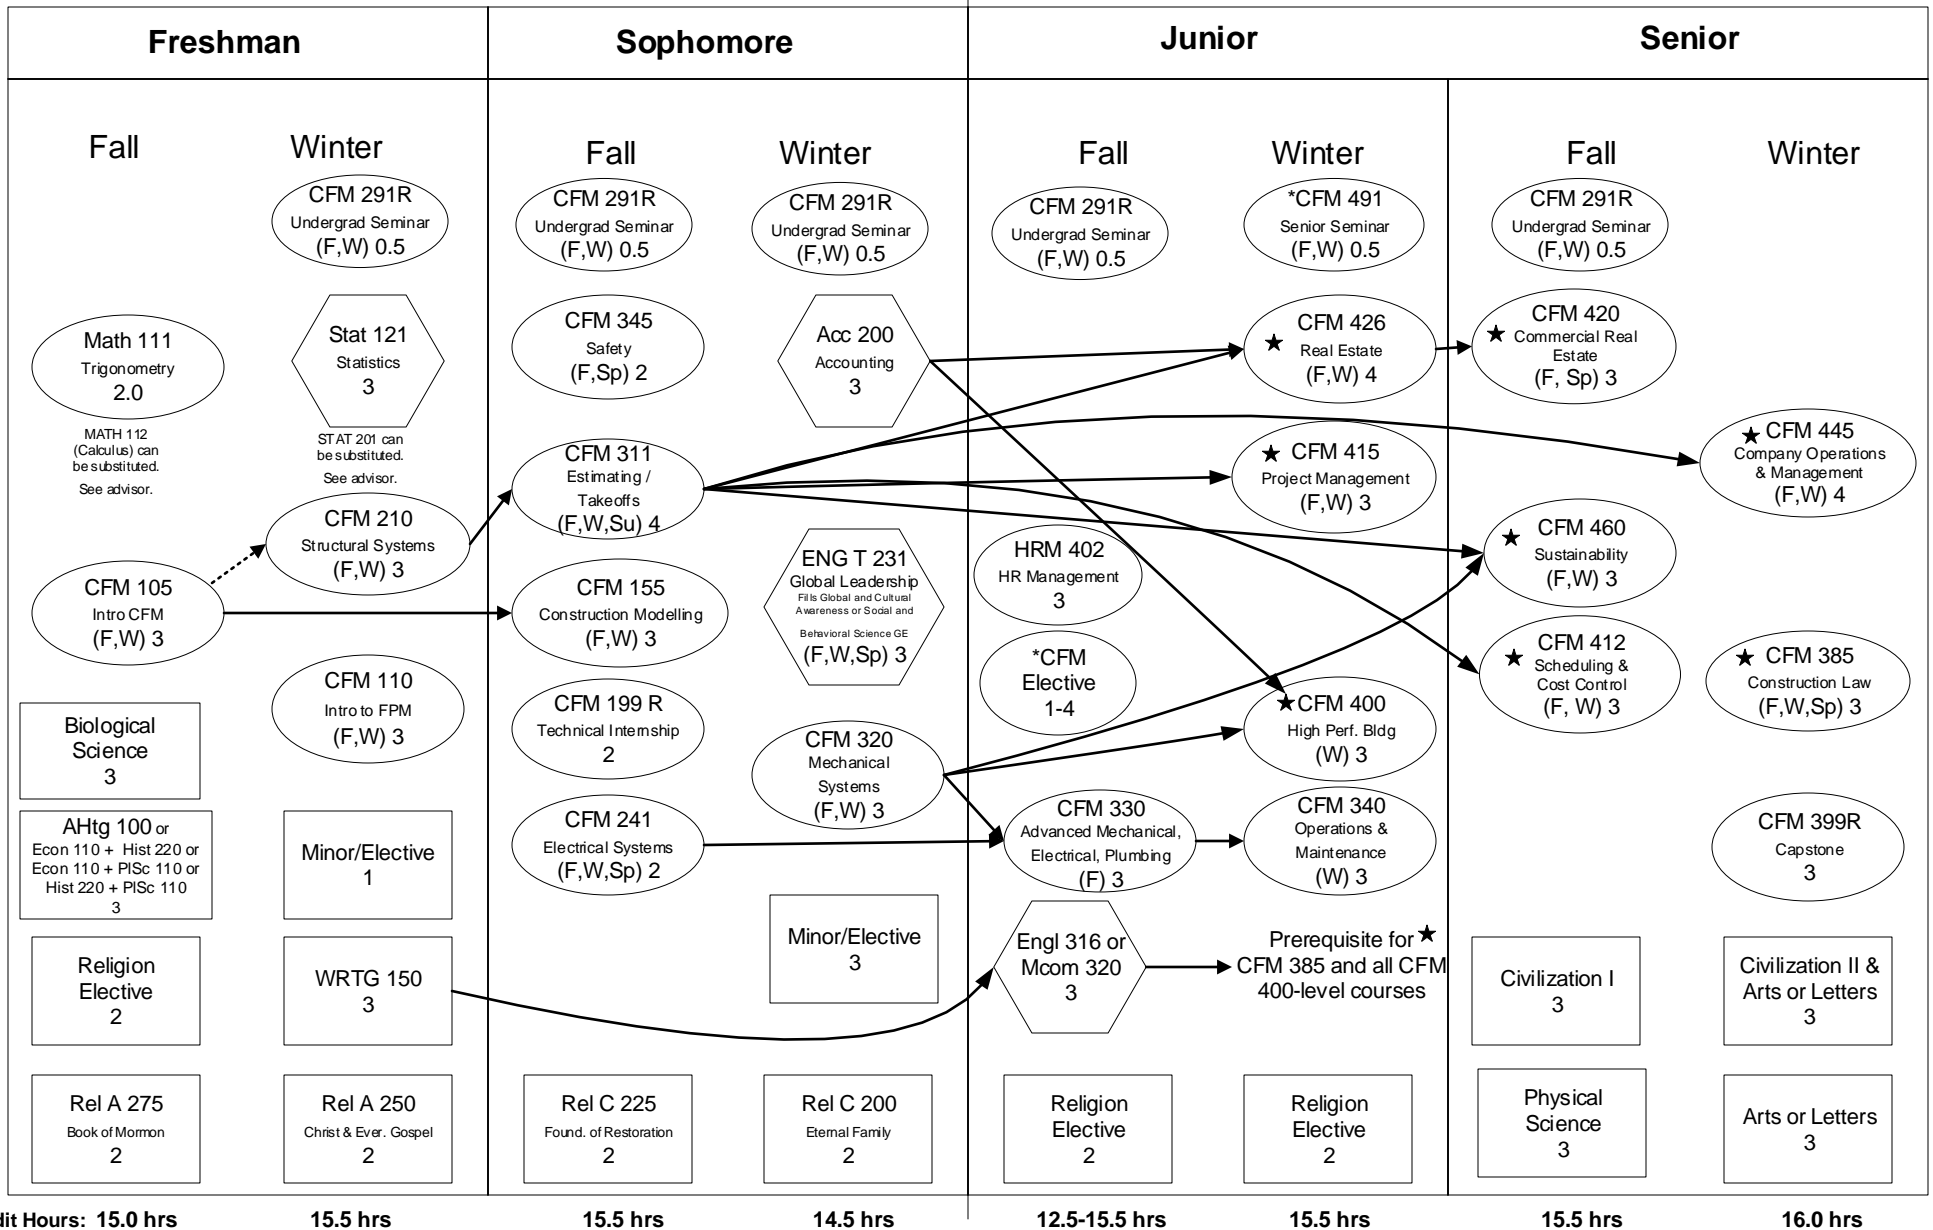 Freshman
Sophomore
Junior
Senior
Fall
Winter
Fall
Winter
Fall
Winter
Fall
Winter
Math 111
Trigonometry
2.0
MATH 112
(Calculus) can
be substituted.
See advisor.
CFM 105
Intro CFM
(F,W) 3
Biological
Science
3
AHtg 100 or
Econ 110 + Hist 220 or
Econ 110 + PlSc 110 or
Hist 220 + PlSc 110
3
Religion
Elective
2
Rel A 275
Book of Mormon
2
CFM 291R
Undergrad Seminar
(F,W) 0.5
Stat 121
Statistics
3
STAT 201 can
be substituted.
See advisor.
CFM 210
Structural Systems
(F,W) 3
CFM 110
Intro to FPM
(F,W) 3
Minor/Elective
1
WRTG 150
3
Rel A 250
Christ & Ever. Gospel
2
CFM 291R
Undergrad Seminar
(F,W) 0.5
CFM 345
Safety
(F,Sp) 2
CFM 311
Estimating /
Takeoffs
(F,W,Su) 4
CFM 155
Construction Modelling
(F,W) 3
CFM 199 R
Technical Internship
2
CFM 241
Electrical Systems
(F,W,Sp) 2
Rel C 225
Found. of Restoration
2
CFM 291R
Undergrad Seminar
(F,W) 0.5
Acc 200
Accounting
3
ENG T 231
Global Leadership
Fills Global and Cultural
Awareness or Social and
Behavioral Science GE
(F,W,Sp) 3
CFM 320
Mechanical
Systems
(F,W) 3
Minor/Elective
3
Rel C 200
Eternal Family
2
CFM 291R
Undergrad Seminar
(F,W) 0.5
HRM 402
HR Management
3
*CFM
Elective
1-4
CFM 330
Advanced Mechanical,
Electrical, Plumbing
(F) 3
Engl 316 or
Mcom 320
3
Religion
Elective
2
*CFM 491
Senior Seminar
(F,W) 0.5
★ CFM 426
Real Estate
(F,W) 4
★ CFM 415
Project Management
(F,W) 3
★ CFM 400
High Perf. Bldg
(W) 3
CFM 340
Operations &
Maintenance
(W) 3
Prerequisite for ★
CFM 385 and all CFM
400-level courses
Religion
Elective
2
CFM 291R
Undergrad Seminar
(F,W) 0.5
★ CFM 420
Commercial Real
Estate
(F, Sp) 3
★ CFM 460
Sustainability
(F,W) 3
★ CFM 412
Scheduling &
Cost Control
(F, W) 3
Civilization I
3
Physical
Science
3
★ CFM 445
Company Operations
& Management
(F,W) 4
★ CFM 385
Construction Law
(F,W,Sp) 3
CFM 399R
Capstone
3
Civilization II &
Arts or Letters
3
Arts or Letters
3
dit Hours: 15.0 hrs
15.5 hrs
15.5 hrs
14.5 hrs
12.5-15.5 hrs
15.5 hrs
15.5 hrs
16.0 hrs